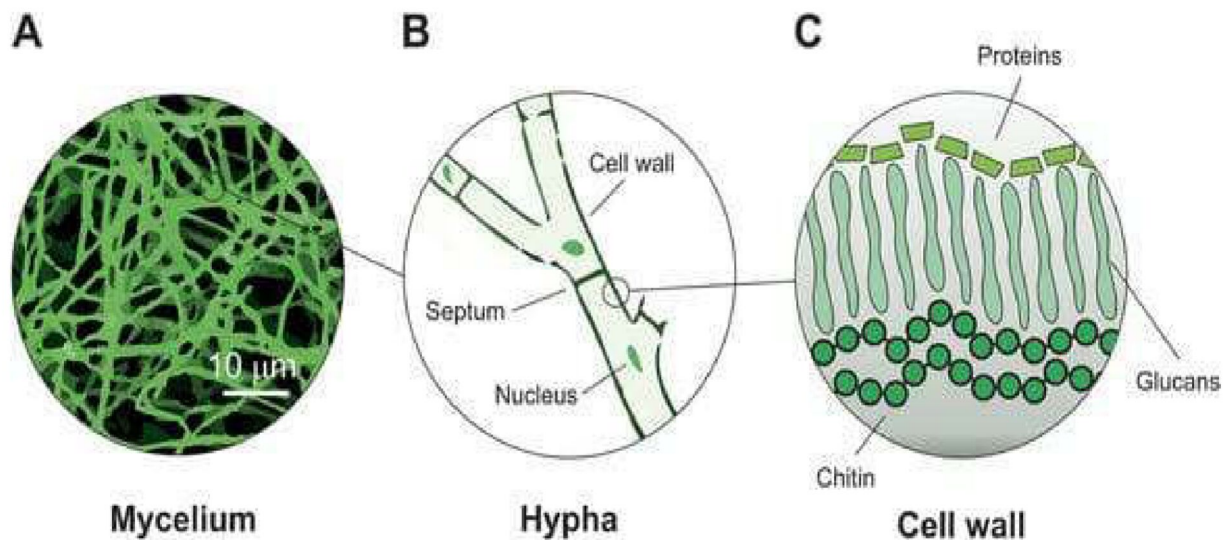 A
B
C
Proteins
Cell wall
Septum
10 μm
Nucleus
Glucans
Chitin
Mycelium
Hypha
Cell wall